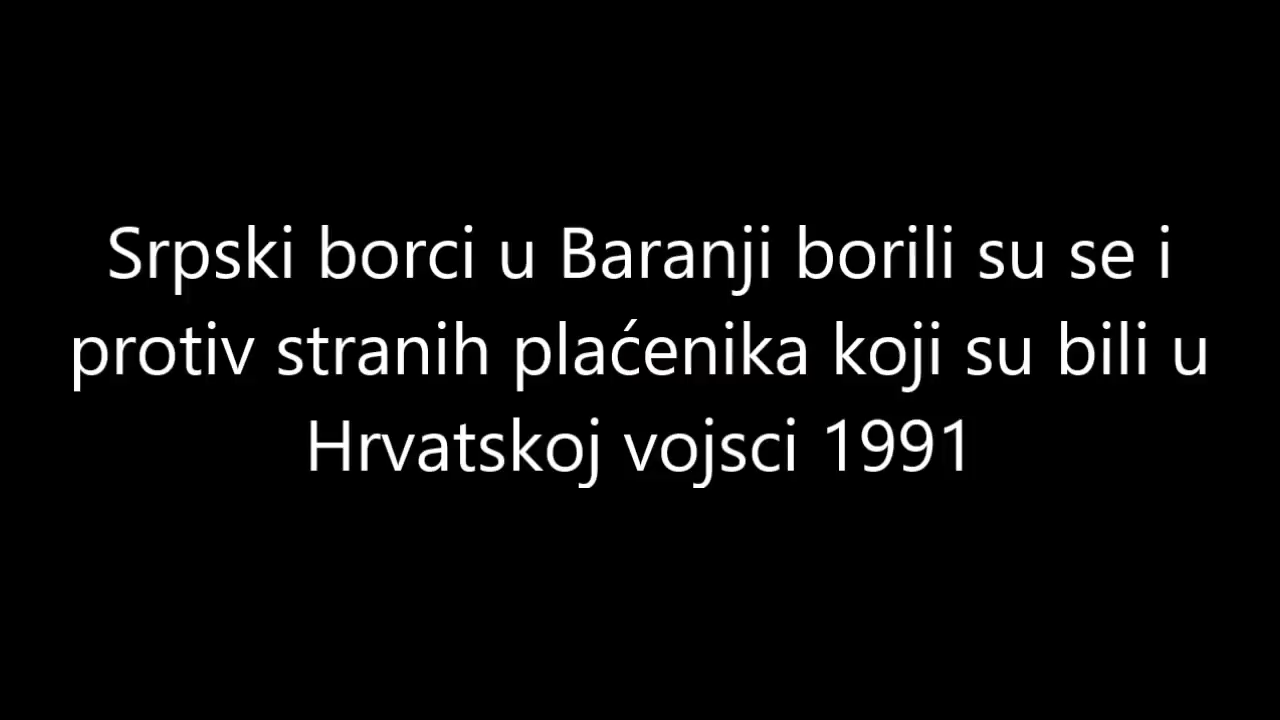 Srpski borci u Baranji borili su se i
protiv stranih plaćenika koji su bili u
Hrvatskoj vojsci 1991